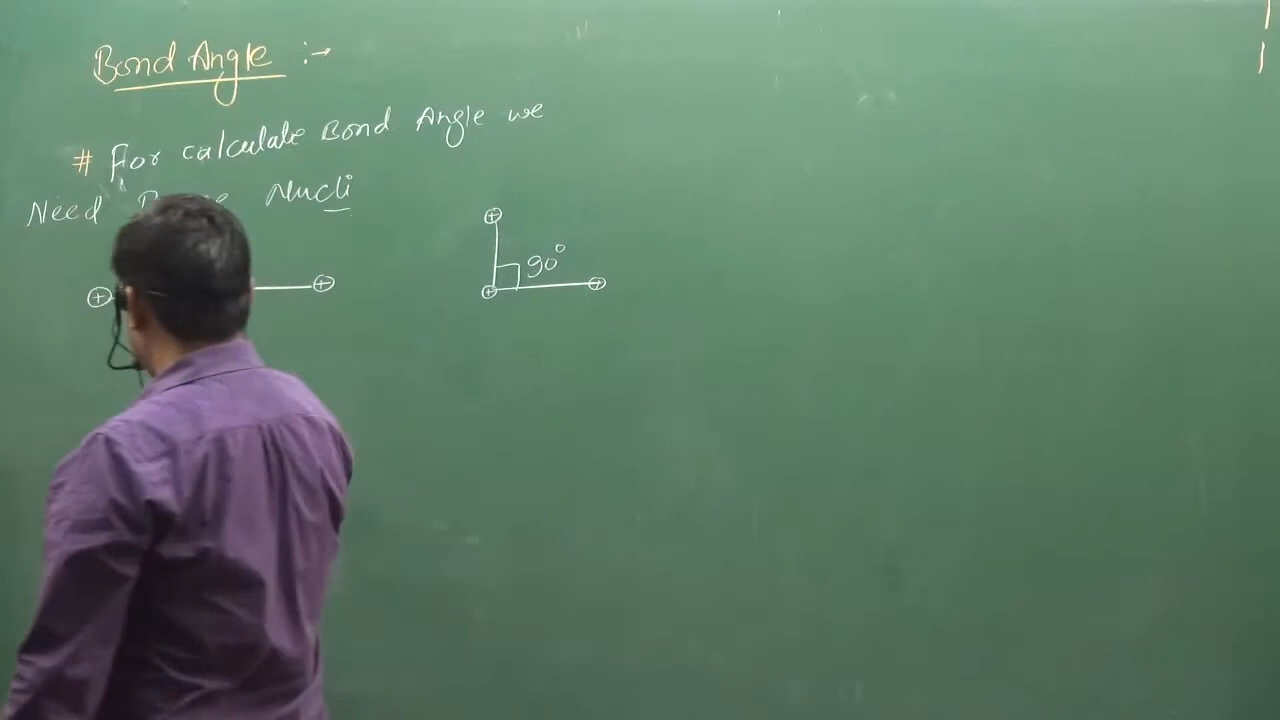 Bond Angle :→
# For calculate Bond Angle we
Need Nucli
⊕ ⊕
⊕
90°
⊕ ⊕